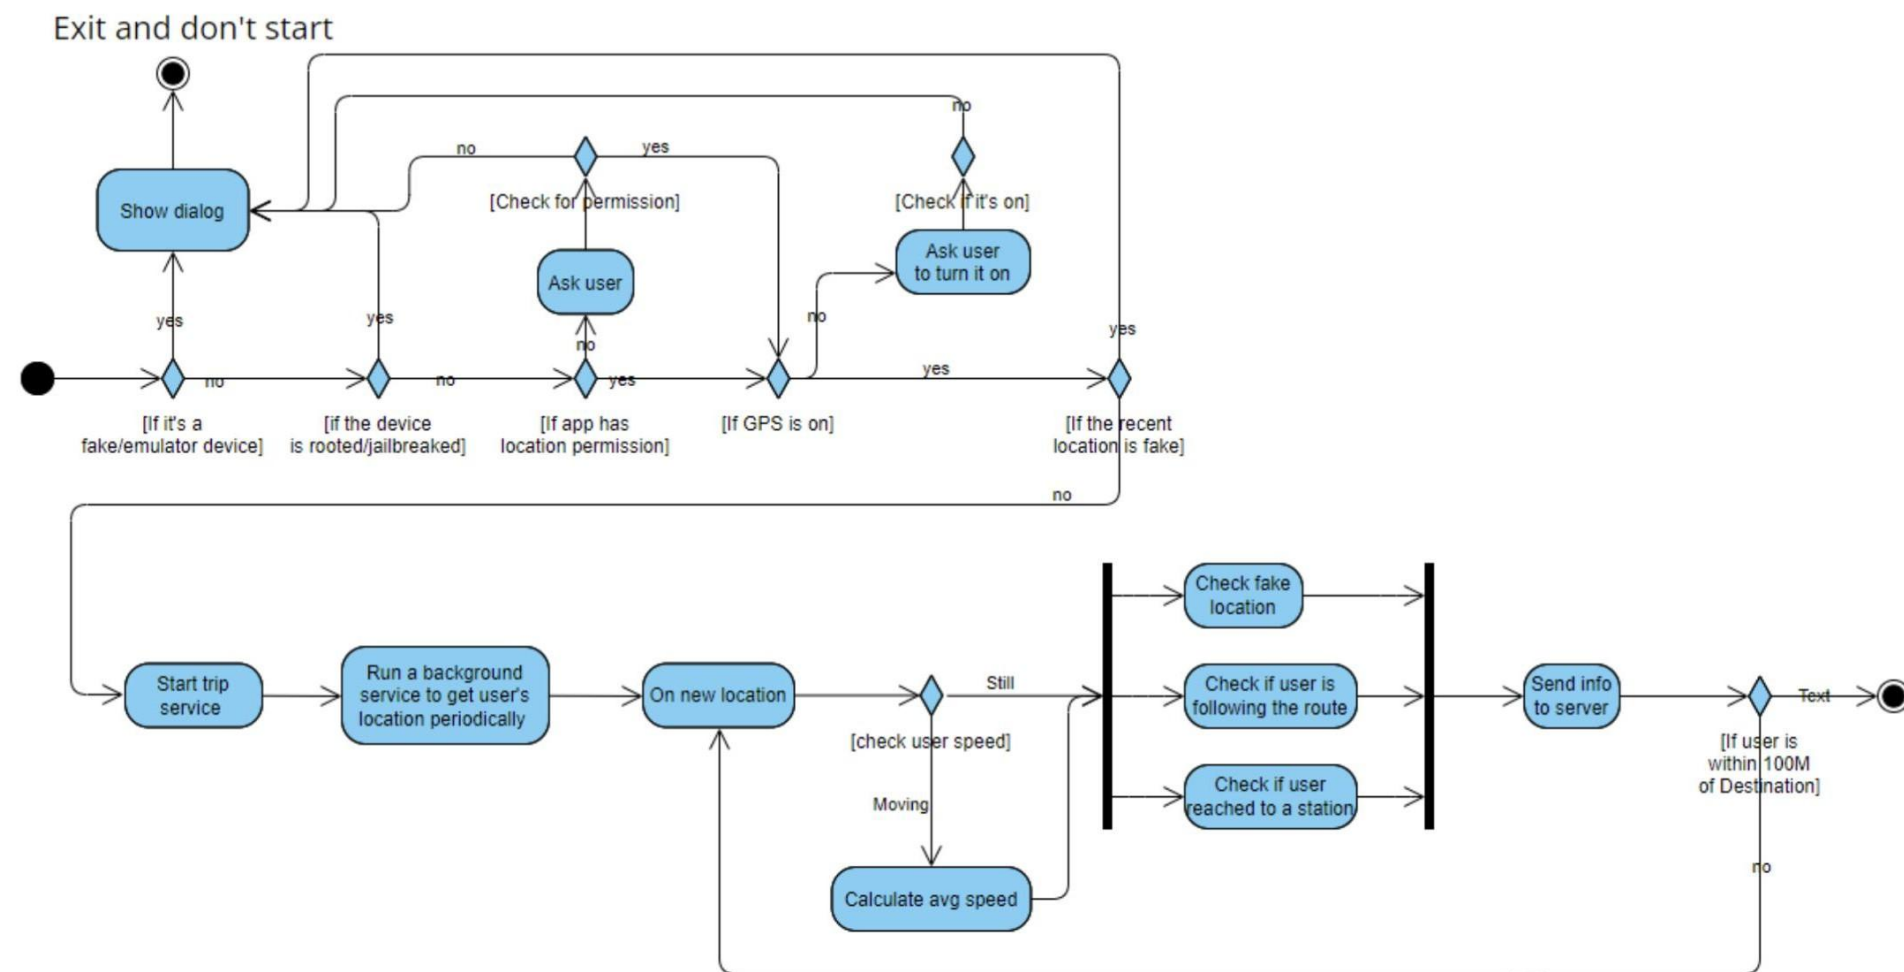 Exit and don't start
no
no
yes
[Check for permission]
[Check if it's on]
Show dialog
Ask user
to turn it on
Ask user
yes
yes
no
no
yes
no
no
yes
yes
[If it's a
fake/emulator device]
[if the device
is rooted/jailbreaked]
[If app has
location permission]
[If GPS is on]
[If the recent
location is fake]
no
Check fake
location
Start trip
service
Run a background
service to get user's
location periodically
On new location
Still
[check user speed]
Moving
Calculate avg speed
Check if user is
following the route
Check if user
reached to a station
Send info
to server
Text
[If user is
within 100M
of Destination]
no